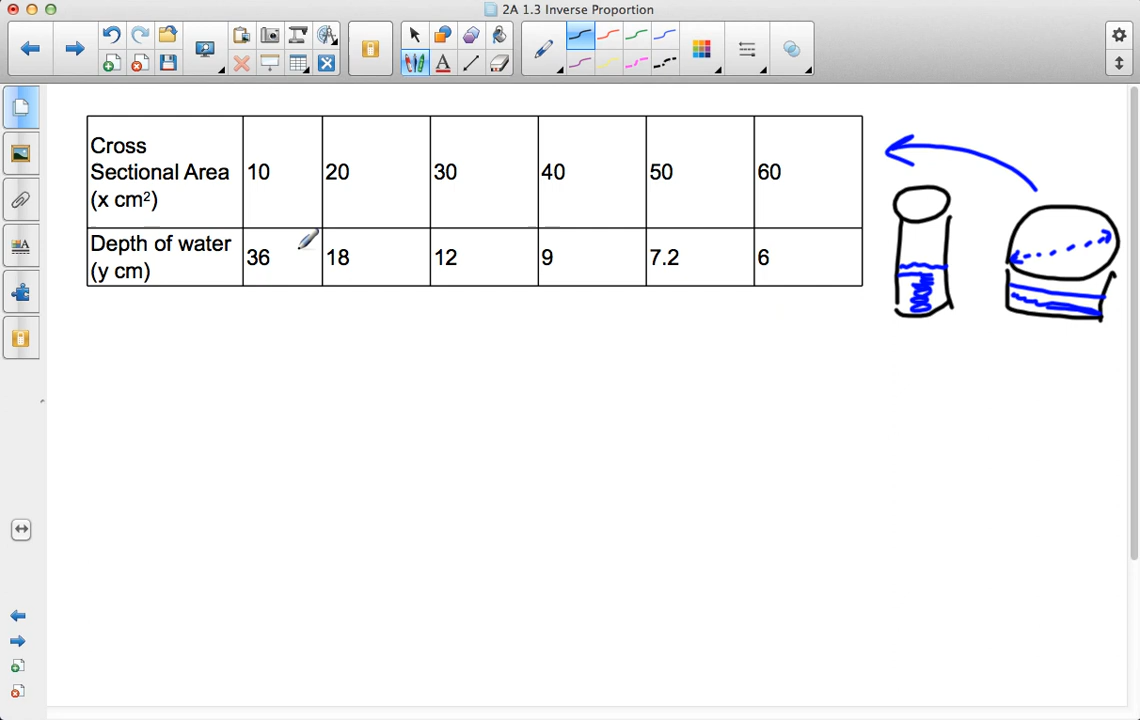 2A 1.3 Inverse Proportion
A
A
Cross
Sectional Area
(x cm²)
10
20
30
40
50
60
Depth of water
(y cm)
36
18
12
9
7.2
6